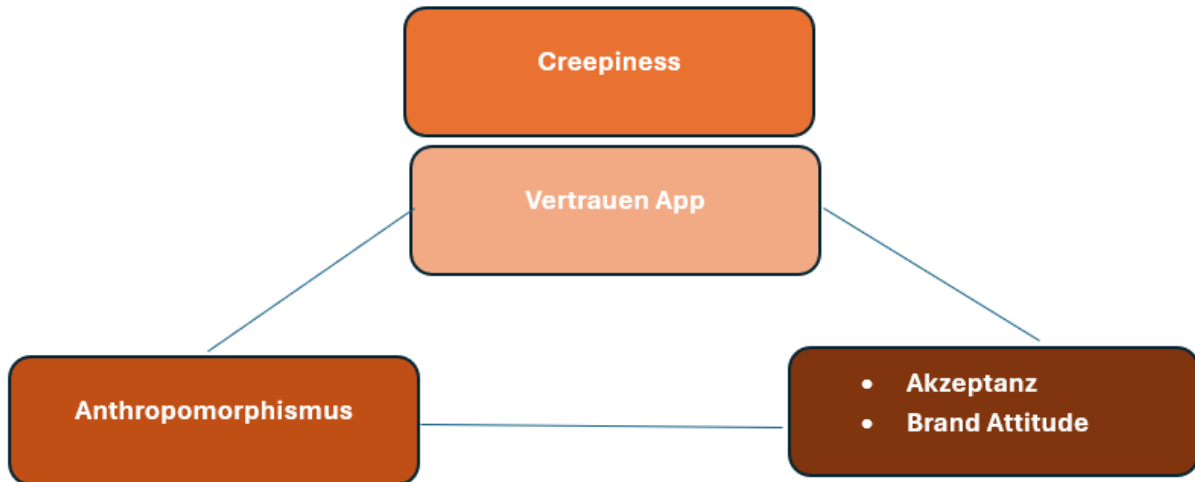 Creepiness
Vertrauen App
Anthropomorphismus
• Akzeptanz
• Brand Attitude